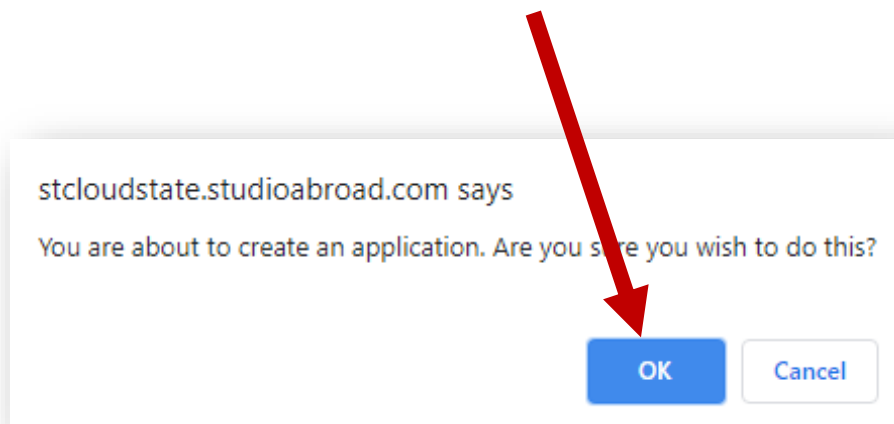 stcloudstate.studioabroad.com says
You are about to create an application. Are you sure you wish to do this?
OK
Cancel